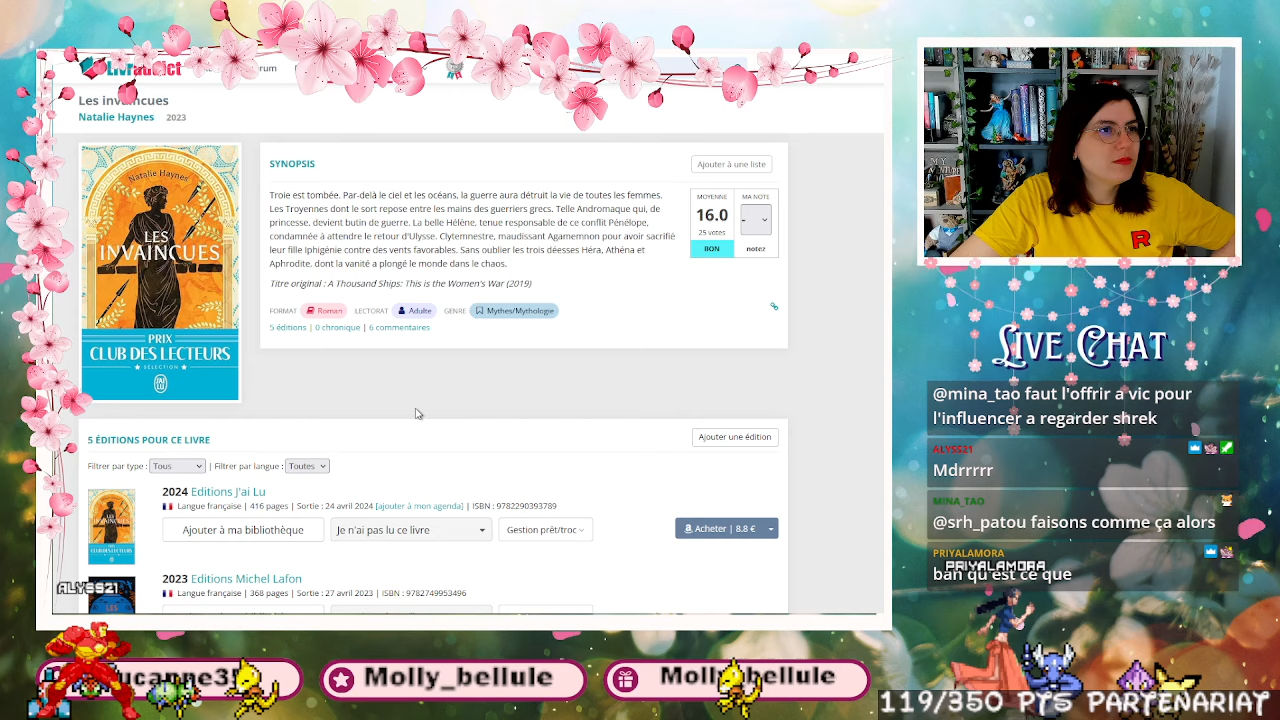 Livraddict
orum
Les invaincues
Natalie Haynes 2023
Natalie Haynes
LES
INVAINCUES
PRIX
CLUB DES LECTEURS
SÉLECTION
J'AI LU
SYNOPSIS
Ajouter à une liste
Troie est tombée. Par-delà le ciel et les océans, la guerre aura détruit la vie de toutes les femmes.
Les Troyennes dont le sort repose entre les mains des guerriers grecs. Telle Andromaque qui, de
princesse, devient butin de guerre. La belle Hélène, tenue responsable de ce conflit Pénélope,
condamnée à attendre le retour d'Ulysse. Clytemnestre, maudissant Agamemnon pour avoir sacrifié
leur fille Iphigénie contre des vents favorables. Sans oublier les trois déesses Héra, Athéna et
Aphrodite, dont la vanité a plongé le monde dans le chaos.
Titre original : A Thousand Ships: This is the Women's War (2019)
MOYENNE MA NOTE
16.0 -
25 votes
BON notez
FORMAT Roman LECTORAT Adulte GENRE Mythes/Mythologie
5 éditions | 0 chronique | 6 commentaires
5 ÉDITIONS POUR CE LIVRE
Ajouter une édition
Filtrer par type : Tous | Filtrer par langue : Toutes
2024 Editions J'ai Lu
Langue française | 416 pages | Sortie : 24 avril 2024 [ajouter à mon agenda] | ISBN : 9782290393789
Ajouter à ma bibliothèque Je n'ai pas lu ce livre Gestion prêt/troc Acheter | 8.8 €
2023 Editions Michel Lafon
Langue française | 368 pages | Sortie : 27 avril 2023 | ISBN : 9782749953496
ALYSS21
R
LIVE CHAT
@mina_tao faut l'offrir a vic pour
l'influencer a regarder shrek
ALYSS21
Mdrrrrr
MINA_TAO
@srh_patou faisons comme ça alors
PRIYALAMORA
bah qu'est ce que
PRIYALAMORA
Molly_bellule
119/350 PTS PARTENARIAT